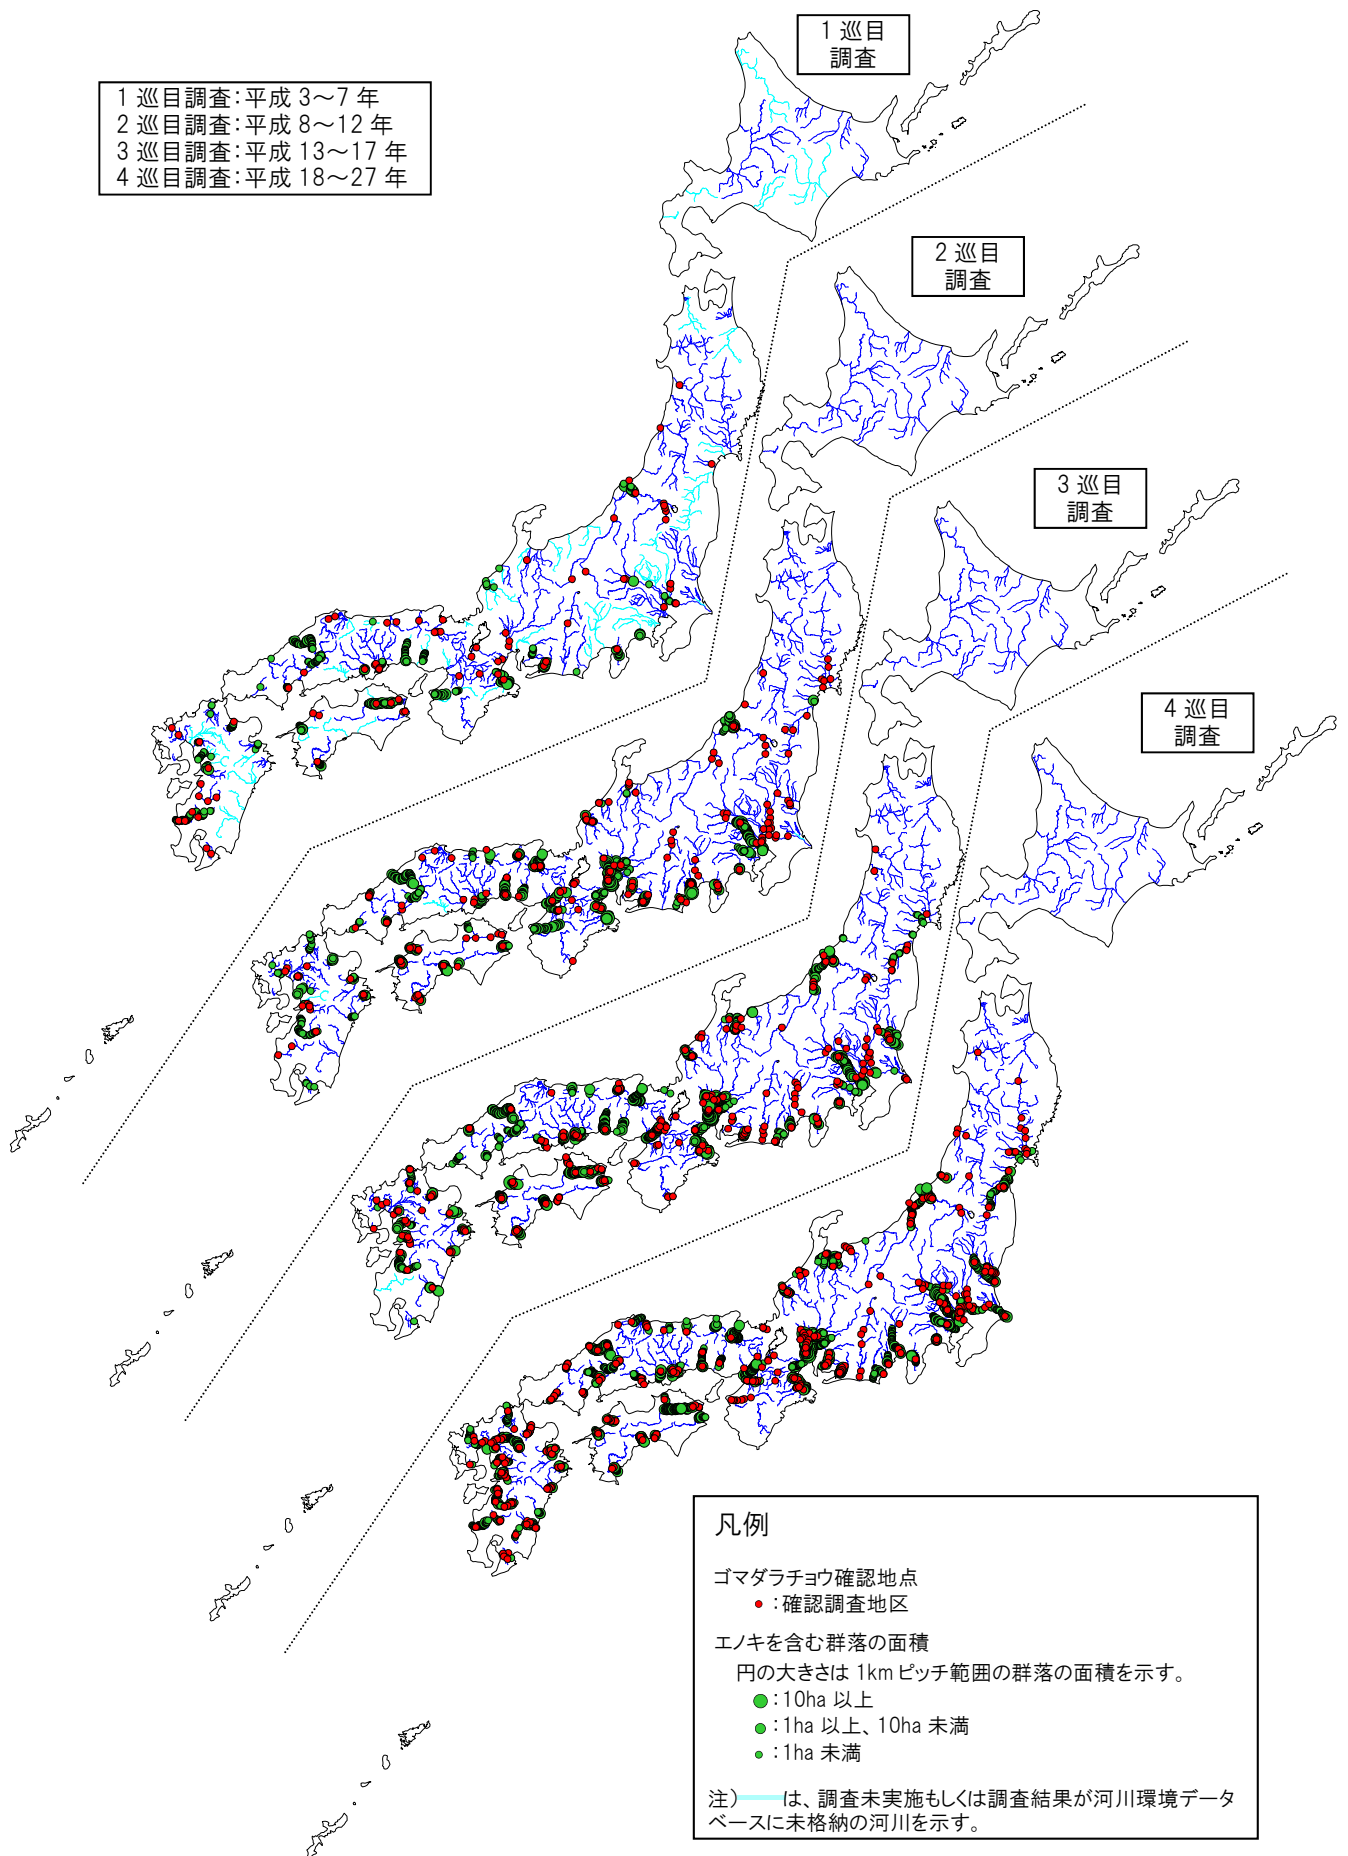 1 巡目
調査
1 巡目調査:平成 3～7 年
2 巡目調査:平成 8～12 年
3 巡目調査:平成 13～17 年
4 巡目調査:平成 18～27 年
2 巡目
調査
3 巡目
調査
4 巡目
調査
凡例
ゴマダラチョウ確認地点
:確認調査地区
エノキを含む群落の面積
円の大きさは 1km ピッチ範囲の群落の面積を示す。
:10ha 以上
:1ha 以上、10ha 未満
:1ha 未満
注) は、調査未実施もしくは調査結果が河川環境データ
ベースに未格納の河川を示す。